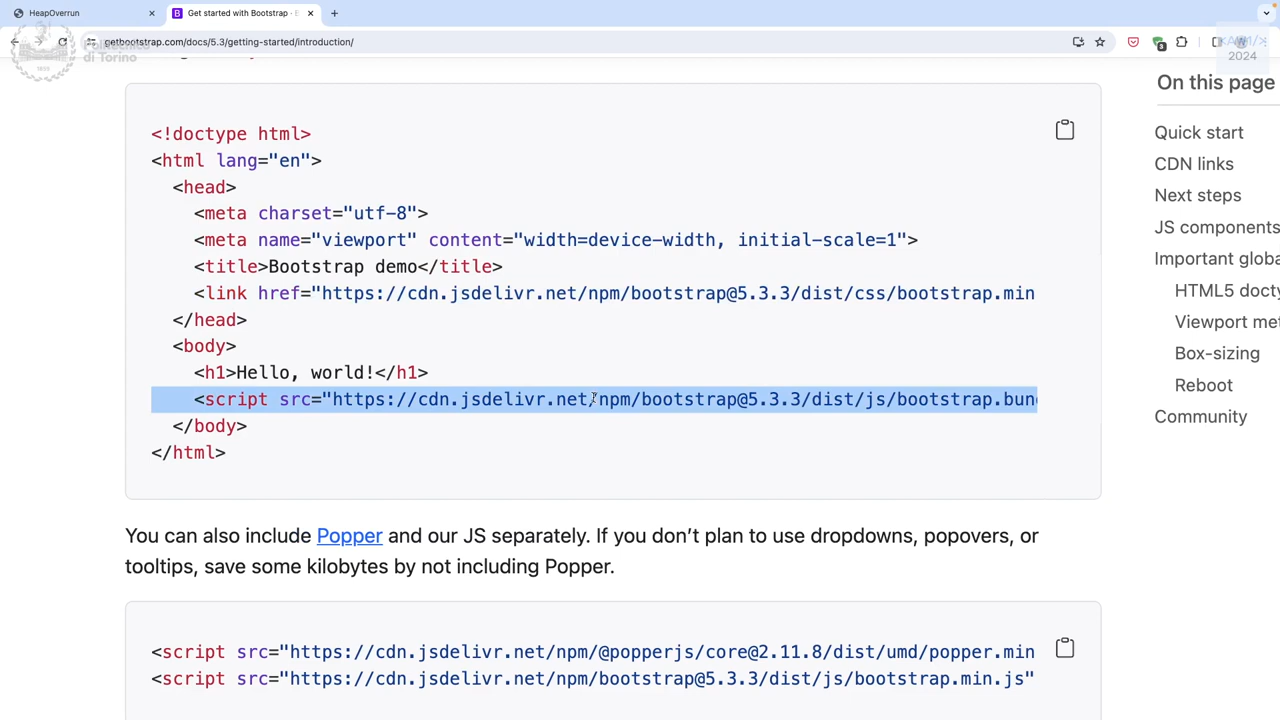 HeapOverrun
Get started with Bootstrap · B
getbootstrap.com/docs/5.3/getting-started/introduction/
Politecnico
di Torino
2024
<!doctype html>
<html lang="en">
<head>
<meta charset="utf-8">
<meta name="viewport" content="width=device-width, initial-scale=1">
<title>Bootstrap demo</title>
<link href="https://cdn.jsdelivr.net/npm/bootstrap@5.3.3/dist/css/bootstrap.min
</head>
<body>
<h1>Hello, world!</h1>
<script src="https://cdn.jsdelivr.net/npm/bootstrap@5.3.3/dist/js/bootstrap.bun
</body>
</html>
You can also include Popper and our JS separately. If you don’t plan to use dropdowns, popovers, or
tooltips, save some kilobytes by not including Popper.
<script src="https://cdn.jsdelivr.net/npm/@popperjs/core@2.11.8/dist/umd/popper.min
<script src="https://cdn.jsdelivr.net/npm/bootstrap@5.3.3/dist/js/bootstrap.min.js"
On this page
Quick start
CDN links
Next steps
JS components
Important globa
HTML5 docty
Viewport met
Box-sizing
Reboot
Community